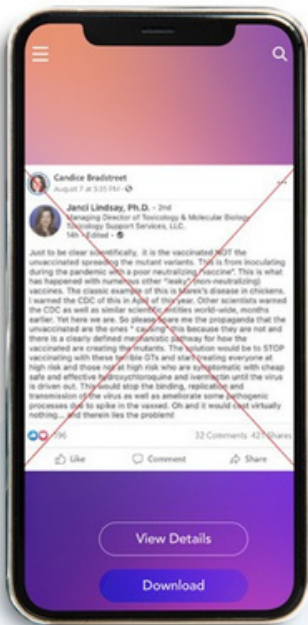 Candice Bradstreet
August 7 at 5:35 PM
Janci Lindsay, Ph.D. • 2nd
Managing Director of Toxicology & Molecular Biology
Toxicology Support Services, LLC.
14h • Edited •
Just to be clear scientifically, it is the vaccinated NOT the
unvaccinated spreading the mutant variants. This is from inoculating
during the pandemic with a poor neutralizing "vaccine". This is what
has happened with numerous other "leaky" (non-neutralizing)
vaccines. The classic example of this is Marek's disease in chickens.
I warned the CDC of this in April of this year. Other scientists warned
the CDC as well as similar scientific entities world-wide, months
earlier. Yet here we are. So please spare me the propaganda that the
unvaccinated are the ones "causing" this because they are not and
there is a clearly defined mechanistic pathway for how the
vaccinated are creating the mutants. The solution would be to STOP
vaccinating with these terrible GTs and start treating everyone at
high risk and those not at high risk who are symptomatic with cheap
safe and effective hydroxychloroquine and ivermectin until the virus
is driven out. This would stop the binding, replication and
transmission of the virus as well as ameliorate some pathogenic
processes due to spike in the vaxxed. Oh and it would cost virtually
nothing... and therein lies the problem!
796 32 Comments 421 Shares
Like Comment Share
View Details
Download